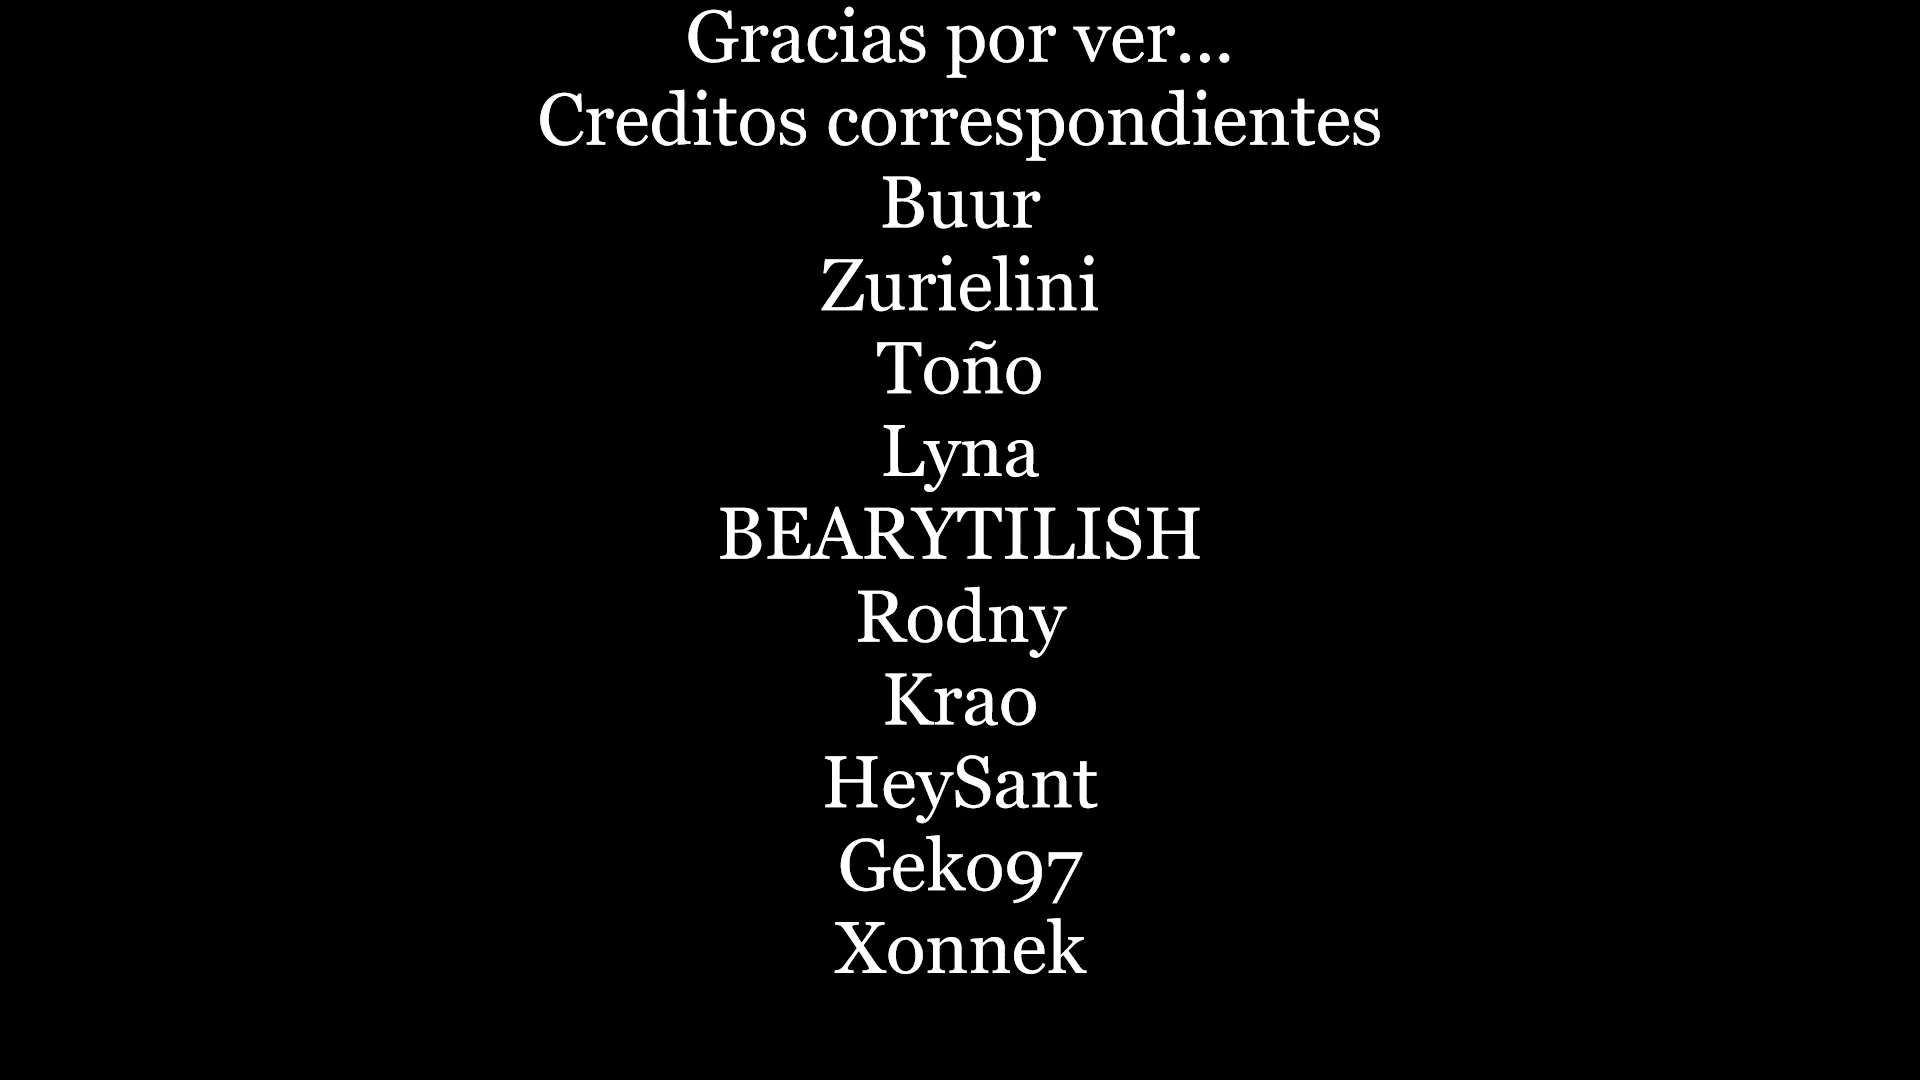 Gracias por ver...
Creditos correspondientes
Buur
Zurielini
Toño
Lyna
BEARYTILISH
Rodny
Krao
HeySant
Geko97
Xonnek